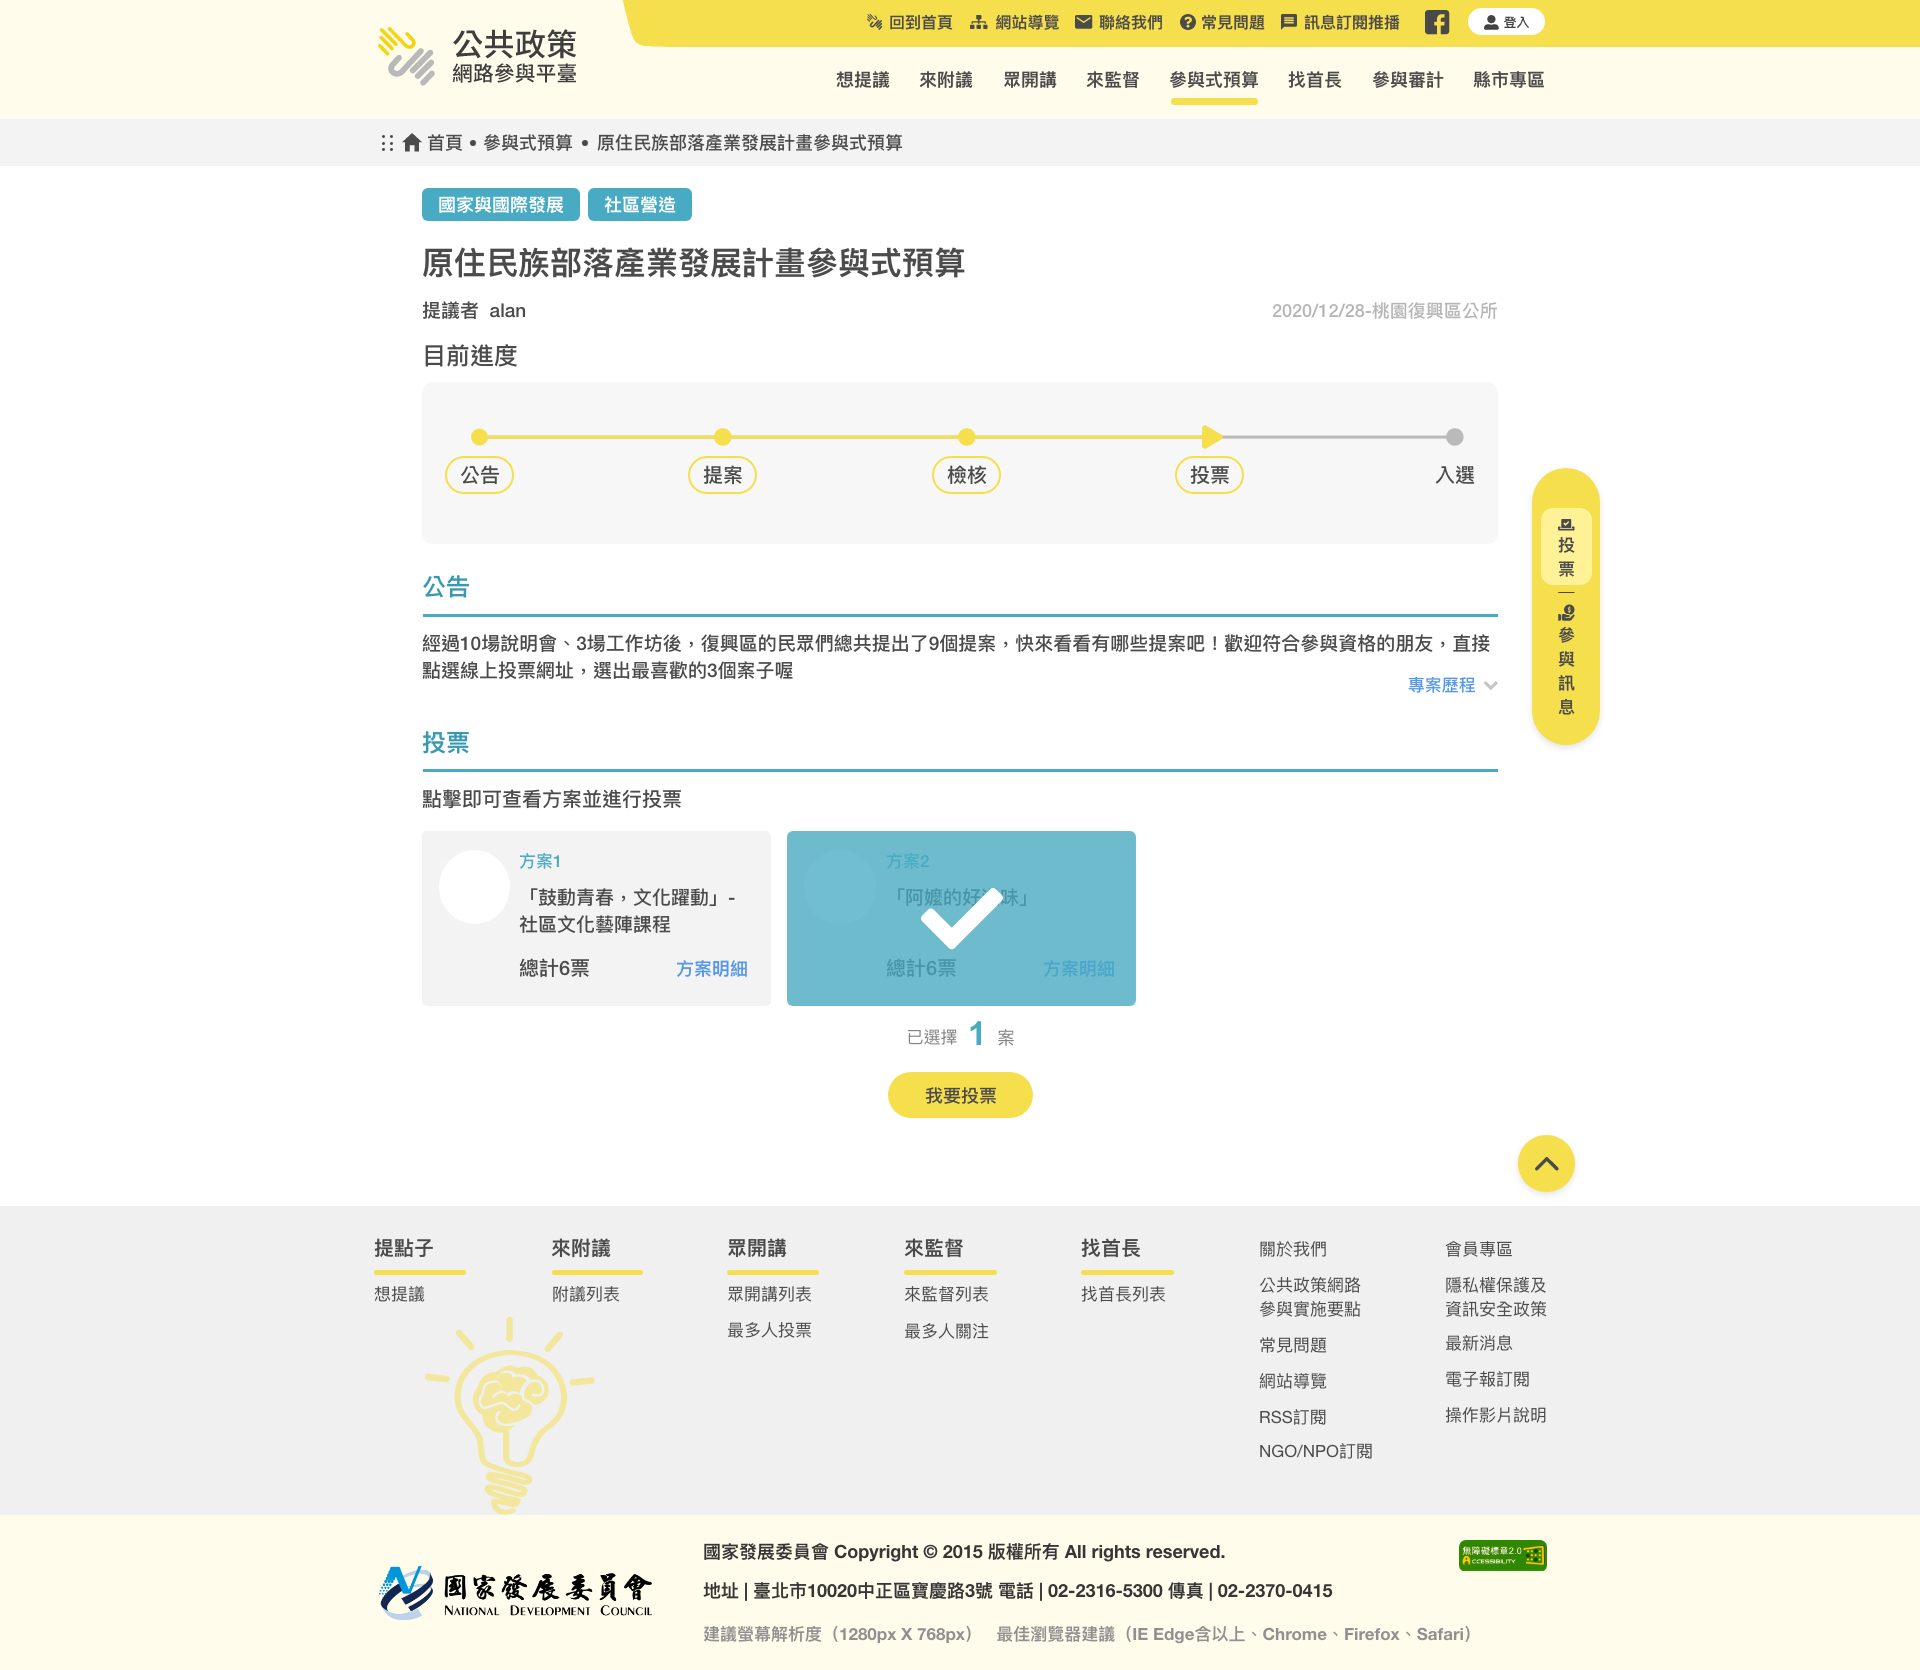 公共政策
網路參與平臺
回到首頁 網站導覽 聯絡我們 常見問題 訊息訂閱推播 登入
想提議 來附議 眾開講 來監督 參與式預算 找首長 參與審計 縣市專區
首頁 • 參與式預算 • 原住民族部落產業發展計畫參與式預算
國家與國際發展 社區營造
原住民族部落產業發展計畫參與式預算
提議者 alan
2020/12/28-桃園復興區公所
目前進度
公告 提案 檢核 投票 入選
投票
參與訊息
公告
經過10場說明會、3場工作坊後，復興區的民眾們總共提出了9個提案，快來看看有哪些提案吧！歡迎符合參與資格的朋友，直接
點選線上投票網址，選出最喜歡的3個案子喔
專案歷程
投票
點擊即可查看方案並進行投票
方案1
「鼓動青春，文化躍動」-
社區文化藝陣課程
總計6票 方案明細
方案2
「阿嬤的好 味」
總計6票 方案明細
已選擇 1 案
我要投票
提點子 來附議 眾開講 來監督 找首長
想提議 附議列表 眾開講列表 來監督列表 找首長列表
最多人投票 最多人關注
關於我們
公共政策網路
參與實施要點
常見問題
網站導覽
RSS訂閱
NGO/NPO訂閱
會員專區
隱私權保護及
資訊安全政策
最新消息
電子報訂閱
操作影片說明
國家發展委員會
NATIONAL DEVELOPMENT COUNCIL
國家發展委員會 Copyright © 2015 版權所有 All rights reserved.
地址 | 臺北市10020中正區寶慶路3號 電話 | 02-2316-5300 傳真 | 02-2370-0415
建議螢幕解析度（1280px X 768px） 最佳瀏覽器建議（IE Edge含以上、Chrome、Firefox、Safari）
無障礙標章2.0
ACCESSIBILITY